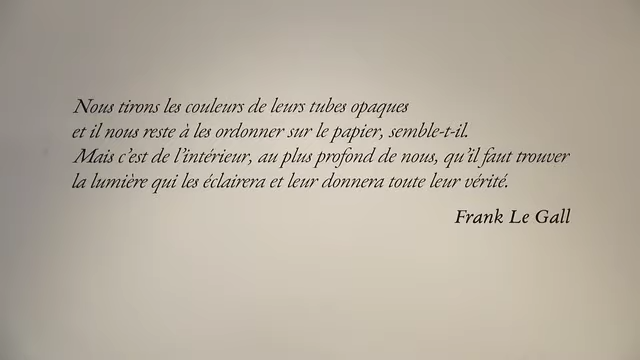 Nous tirons les couleurs de leurs tubes opaques
et il nous reste à les ordonner sur le papier, semble-t-il.
Mais c'est de l'intérieur, au plus profond de nous, qu'il faut trouver
la lumière qui les éclairera et leur donnera toute leur vérité.
Frank Le Gall